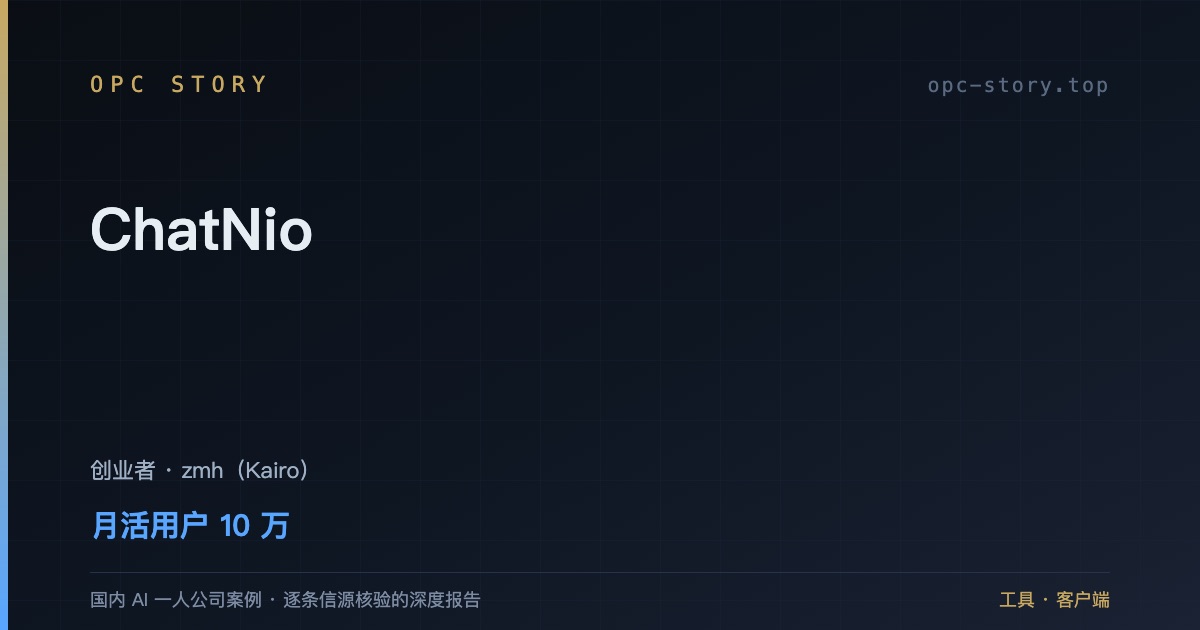 OPC STORY
opc-story.top
ChatNio
创业者 · zmh（Kairo）
月活用户 10 万
国内 AI 一人公司案例 · 逐条信源核验的深度报告
工具 · 客户端